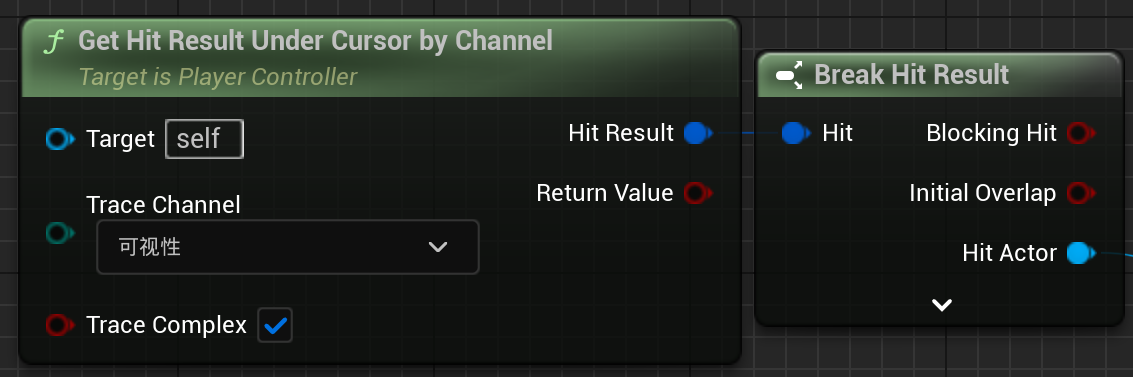 Get Hit Result Under Cursor by Channel
Target is Player Controller
Target self
Hit Result
Trace Channel
Return Value
可视性
Trace Complex
Break Hit Result
Hit
Blocking Hit
Initial Overlap
Hit Actor